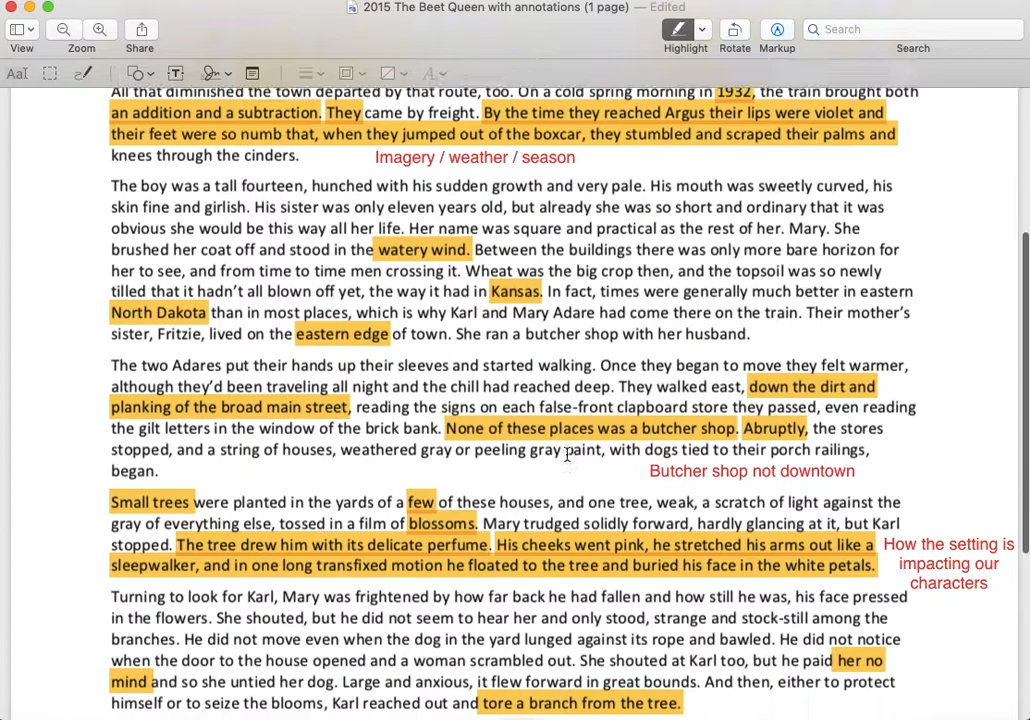 2015 The Beet Queen with annotations (1 page) — Edited
View
Zoom
Share
Highlight
Rotate
Markup
Search
Search
AaI
A
All that diminished the town departed by that route, too. On a cold spring morning in 1932, the train brought both
an addition and a subtraction. They came by freight. By the time they reached Argus their lips were violet and
their feet were so numb that, when they jumped out of the boxcar, they stumbled and scraped their palms and
knees through the cinders.
Imagery / weather / season
The boy was a tall fourteen, hunched with his sudden growth and very pale. His mouth was sweetly curved, his
skin fine and girlish. His sister was only eleven years old, but already she was so short and ordinary that it was
obvious she would be this way all her life. Her name was square and practical as the rest of her. Mary. She
brushed her coat off and stood in the watery wind. Between the buildings there was only more bare horizon for
her to see, and from time to time men crossing it. Wheat was the big crop then, and the topsoil was so newly
tilled that it hadn't all blown off yet, the way it had in Kansas. In fact, times were generally much better in eastern
North Dakota than in most places, which is why Karl and Mary Adare had come there on the train. Their mother's
sister, Fritzie, lived on the eastern edge of town. She ran a butcher shop with her husband.
The two Adares put their hands up their sleeves and started walking. Once they began to move they felt warmer,
although they'd been traveling all night and the chill had reached deep. They walked east, down the dirt and
planking of the broad main street, reading the signs on each false-front clapboard store they passed, even reading
the gilt letters in the window of the brick bank. None of these places was a butcher shop. Abruptly, the stores
stopped, and a string of houses, weathered gray or peeling gray paint, with dogs tied to their porch railings,
began.
Butcher shop not downtown
Small trees were planted in the yards of a few of these houses, and one tree, weak, a scratch of light against the
gray of everything else, tossed in a film of blossoms. Mary trudged solidly forward, hardly glancing at it, but Karl
stopped. The tree drew him with its delicate perfume. His cheeks went pink, he stretched his arms out like a
sleepwalker, and in one long transfixed motion he floated to the tree and buried his face in the white petals.
How the setting is
impacting our
characters
Turning to look for Karl, Mary was frightened by how far back he had fallen and how still he was, his face pressed
in the flowers. She shouted, but he did not seem to hear her and only stood, strange and stock-still among the
branches. He did not move even when the dog in the yard lunged against its rope and bawled. He did not notice
when the door to the house opened and a woman scrambled out. She shouted at Karl too, but he paid her no
mind and so she untied her dog. Large and anxious, it flew forward in great bounds. And then, either to protect
himself or to seize the blooms, Karl reached out and tore a branch from the tree.